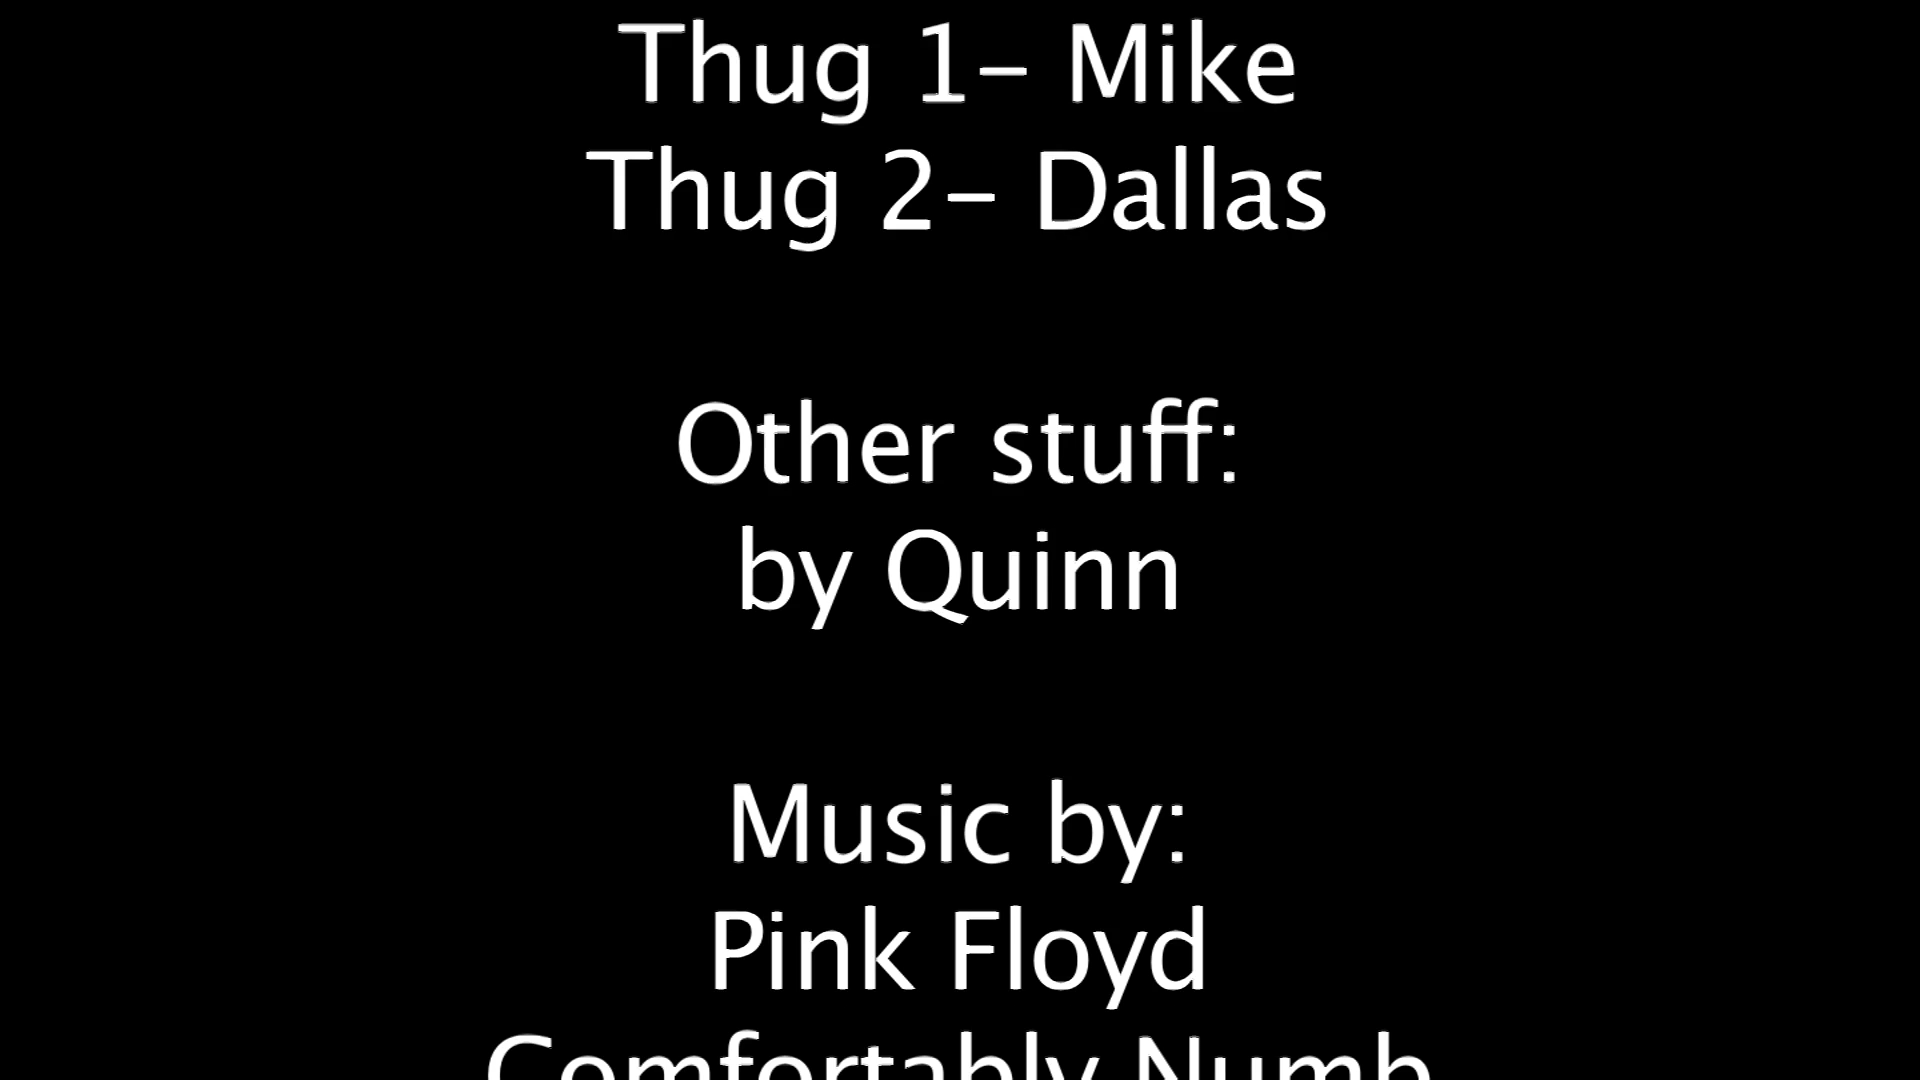 Thug 1- Mike
Thug 2- Dallas
Other stuff:
by Quinn
Music by:
Pink Floyd
Comfortably Numb